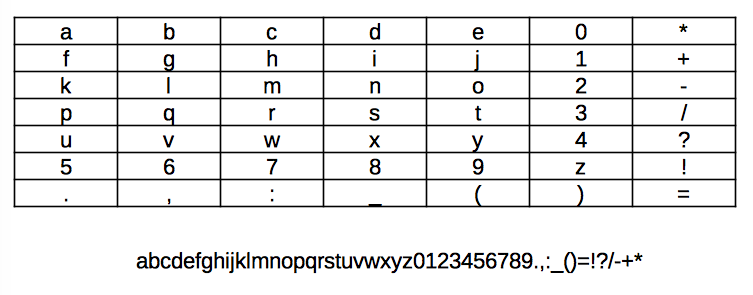 a b c d e 0 *
f g h i j 1 +
k l m n o 2 -
p q r s t 3 /
u v w x y 4 ?
5 6 7 8 9 z !
. , : _ ( ) =
abcdefghijklmnopqrstuvwxyz0123456789.,:_()=!?/-+*